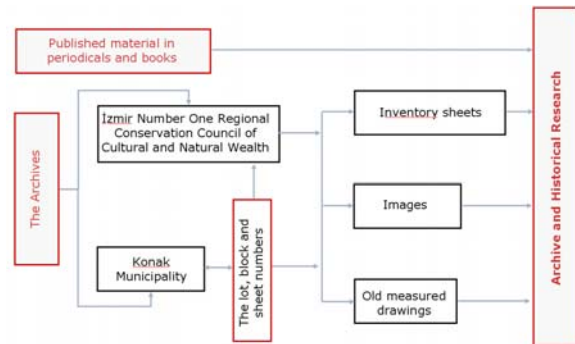 Published material in
periodicals and books
The Archives
İzmir Number One Regional
Conservation Council of
Cultural and Natural Wealth
Konak
Municipality
The lot, block and
sheet numbers
Inventory sheets
Images
Old measured
drawings
Archive and Historical Research